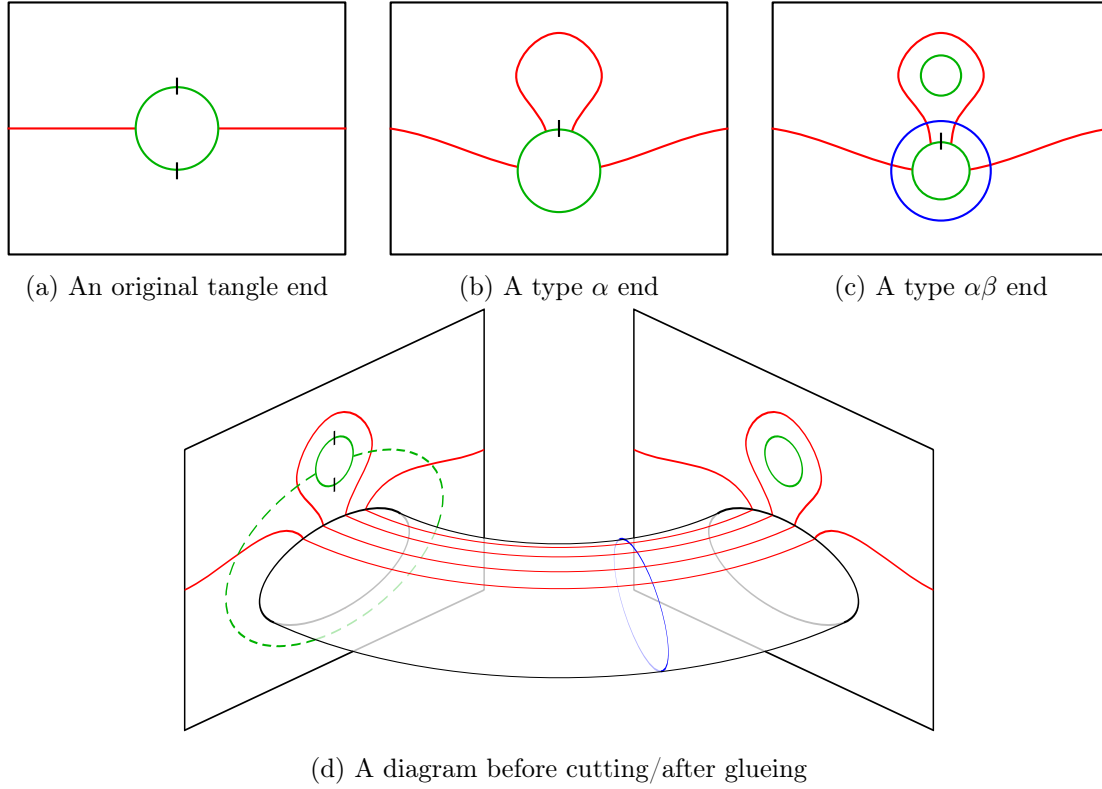 (a) An original tangle end
(b) A type α end
(c) A type αβ end
(d) A diagram before cutting/after glueing